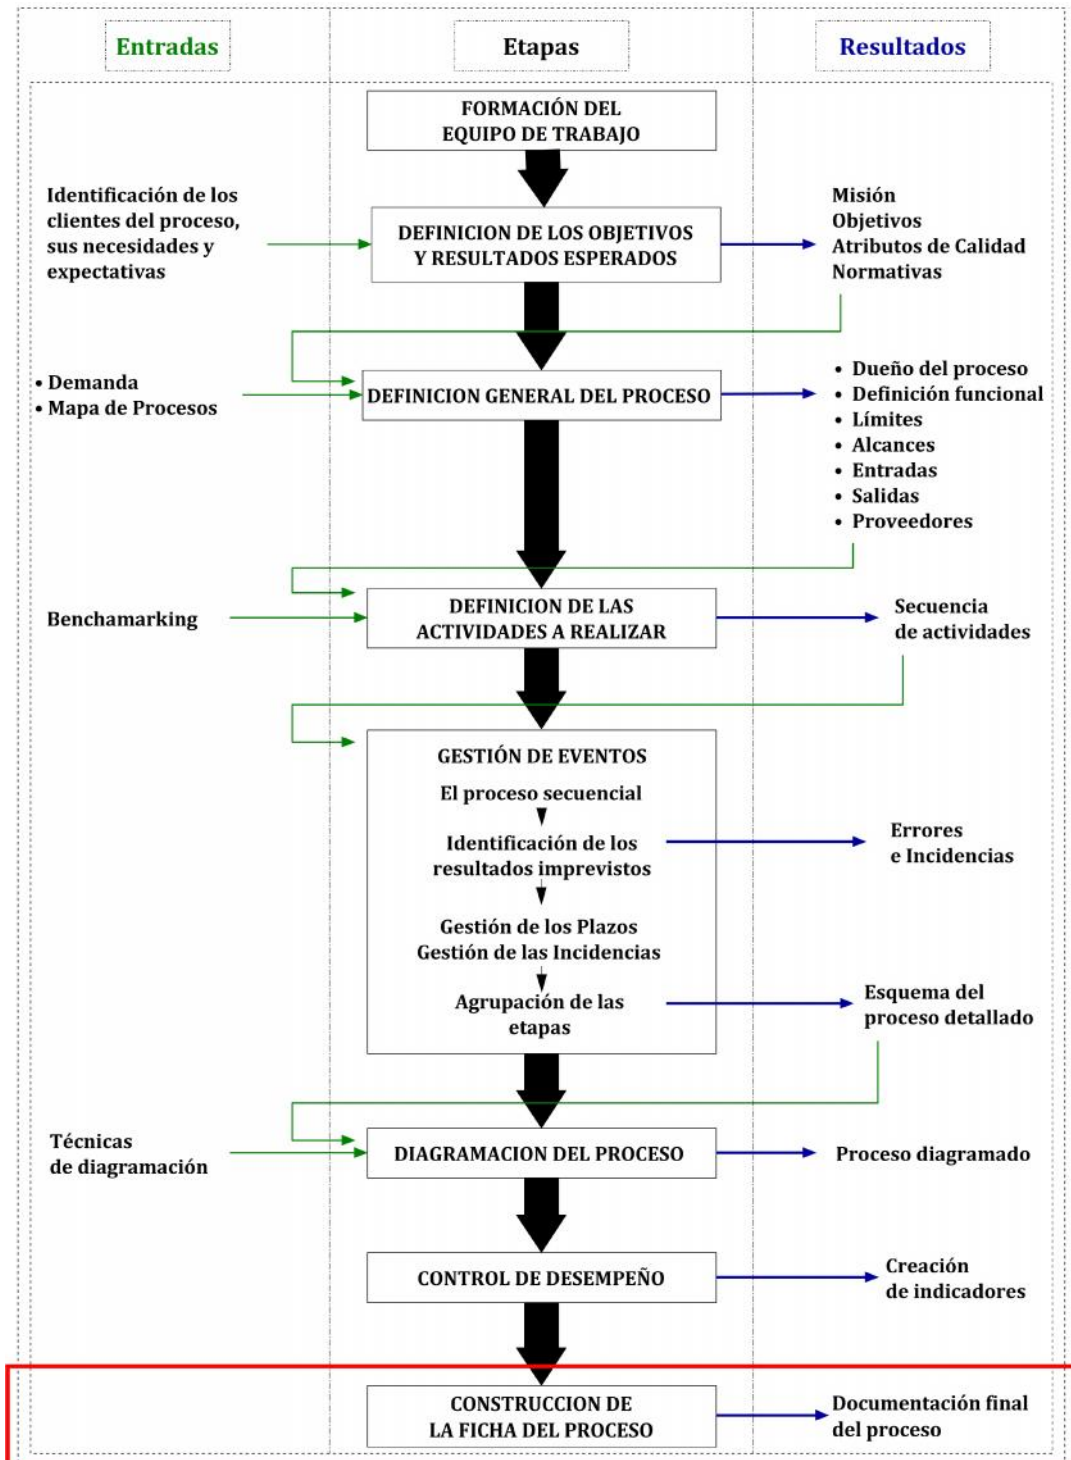 Entradas
Etapas
Resultados
FORMACIÓN DEL
EQUIPO DE TRABAJO
Identificación de los
clientes del proceso,
sus necesidades y
expectativas
DEFINICION DE LOS OBJETIVOS
Y RESULTADOS ESPERADOS
Misión
Objetivos
Atributos de Calidad
Normativas
• Demanda
• Mapa de Procesos
DEFINICION GENERAL DEL PROCESO
• Dueño del proceso
• Definición funcional
• Límites
• Alcances
• Entradas
• Salidas
• Proveedores
Benchamarking
DEFINICION DE LAS
ACTIVIDADES A REALIZAR
Secuencia
de actividades
GESTIÓN DE EVENTOS
El proceso secuencial
Identificación de los
resultados imprevistos
Errores
e Incidencias
Gestión de los Plazos
Gestión de las Incidencias
Agrupación de las
etapas
Esquema del
proceso detallado
Técnicas
de diagramación
DIAGRAMACION DEL PROCESO
Proceso diagramado
CONTROL DE DESEMPEÑO
Creación
de indicadores
CONSTRUCCION DE
LA FICHA DEL PROCESO
Documentación final
del proceso